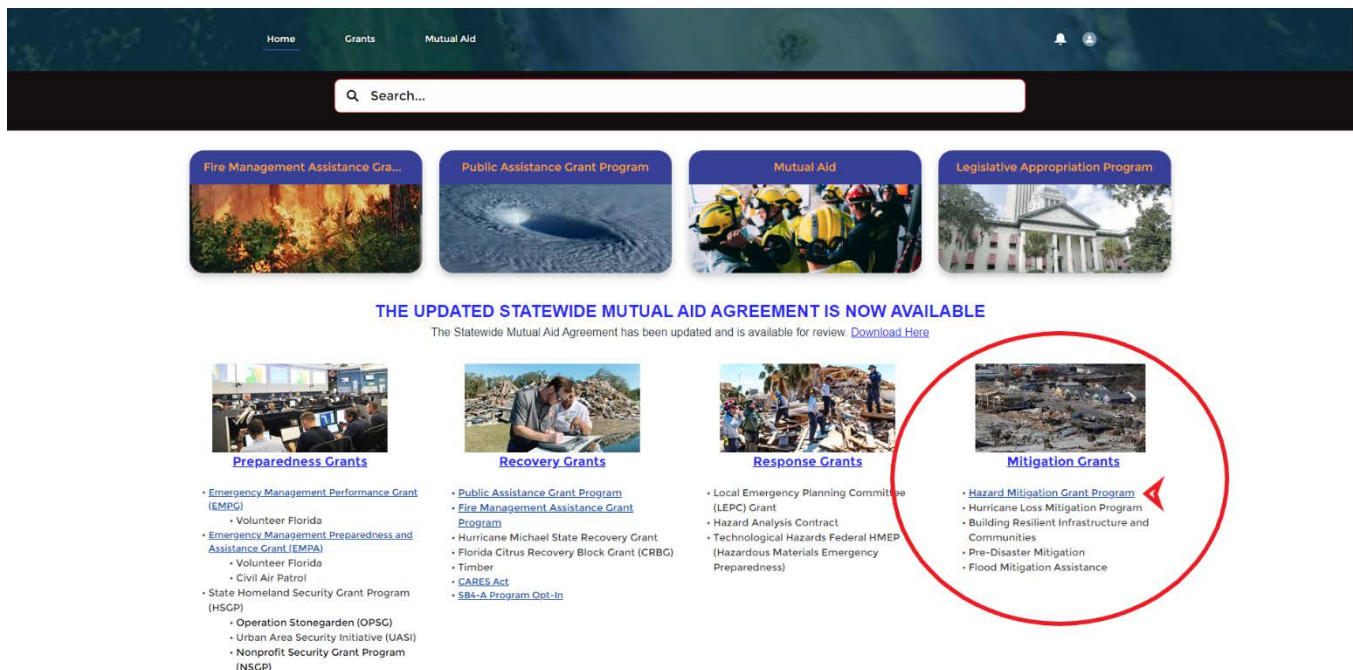 Home Grants Mutual Aid
Search...
Fire Management Assistance Gra... Public Assistance Grant Program Mutual Aid Legislative Appropriation Program
THE UPDATED STATEWIDE MUTUAL AID AGREEMENT IS NOW AVAILABLE
The Statewide Mutual Aid Agreement has been updated and is available for review. Download Here
Preparedness Grants
• Emergency Management Performance Grant
(EMPG)
• Volunteer Florida
• Emergency Management Preparedness and
Assistance Grant (EMPA)
• Volunteer Florida
• Civil Air Patrol
• State Homeland Security Grant Program
(HSGP)
• Operation Stonegarden (OPSG)
• Urban Area Security Initiative (UASI)
• Nonprofit Security Grant Program
(NSGP)
Recovery Grants
• Public Assistance Grant Program
• Fire Management Assistance Grant
Program
• Hurricane Michael State Recovery Grant
• Florida Citrus Recovery Block Grant (CRBG)
• Timber
• CARES Act
• SB4-A Program Opt-In
Response Grants
• Local Emergency Planning Committee
(LEPC) Grant
• Hazard Analysis Contract
• Technological Hazards Federal HMEP
(Hazardous Materials Emergency
Preparedness)
Mitigation Grants
• Hazard Mitigation Grant Program
• Hurricane Loss Mitigation Program
• Building Resilient Infrastructure and
Communities
• Pre-Disaster Mitigation
• Flood Mitigation Assistance